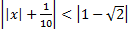 ||x| + 1/10| < |1 − √2|